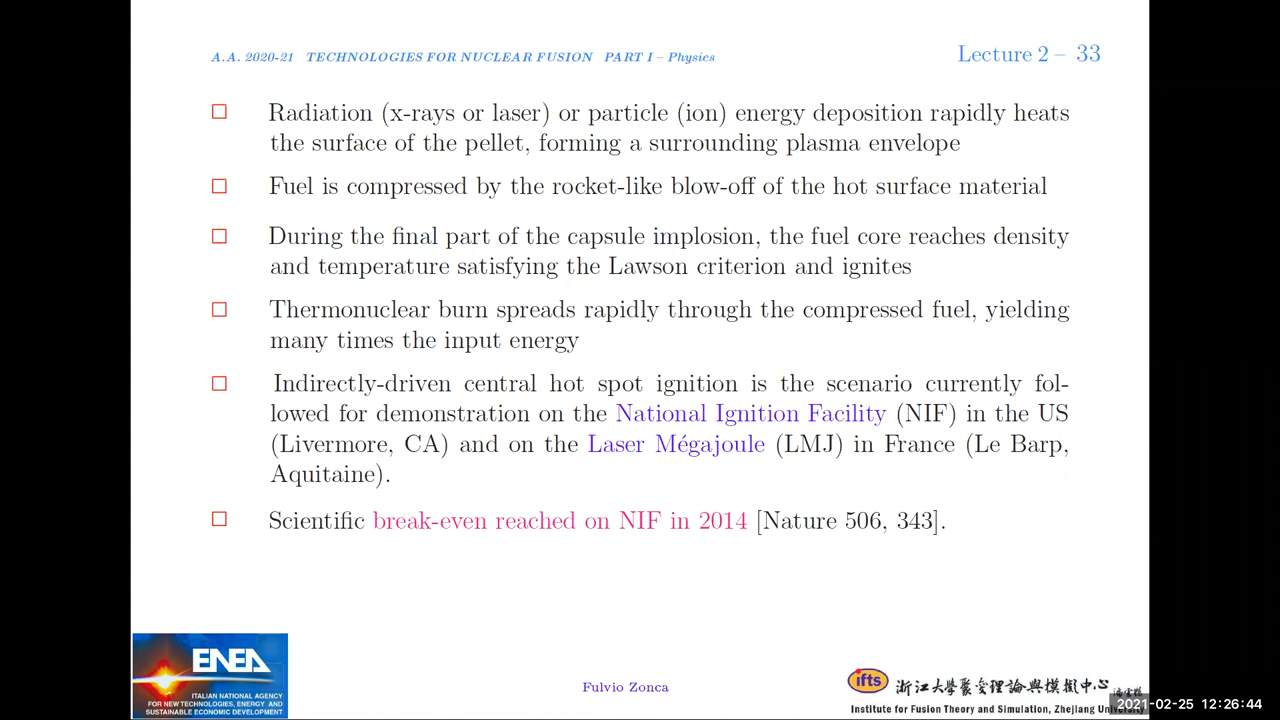 A.A. 2020-21 TECHNOLOGIES FOR NUCLEAR FUSION PART I – Physics
Lecture 2 – 33
Radiation (x-rays or laser) or particle (ion) energy deposition rapidly heats
the surface of the pellet, forming a surrounding plasma envelope
Fuel is compressed by the rocket-like blow-off of the hot surface material
During the final part of the capsule implosion, the fuel core reaches density
and temperature satisfying the Lawson criterion and ignites
Thermonuclear burn spreads rapidly through the compressed fuel, yielding
many times the input energy
Indirectly-driven central hot spot ignition is the scenario currently fol-
lowed for demonstration on the National Ignition Facility (NIF) in the US
(Livermore, CA) and on the Laser Mégajoule (LMJ) in France (Le Barp,
Aquitaine).
Scientific break-even reached on NIF in 2014 [Nature 506, 343].
ENEA
ITALIAN NATIONAL AGENCY
FOR NEW TECHNOLOGIES, ENERGY AND
SUSTAINABLE ECONOMIC DEVELOPMENT
Fulvio Zonca
ifts
浙江大學聚变理論與模擬中心
Institute for Fusion Theory and Simulation, Zhejiang University
2021-02-25 12:26:44